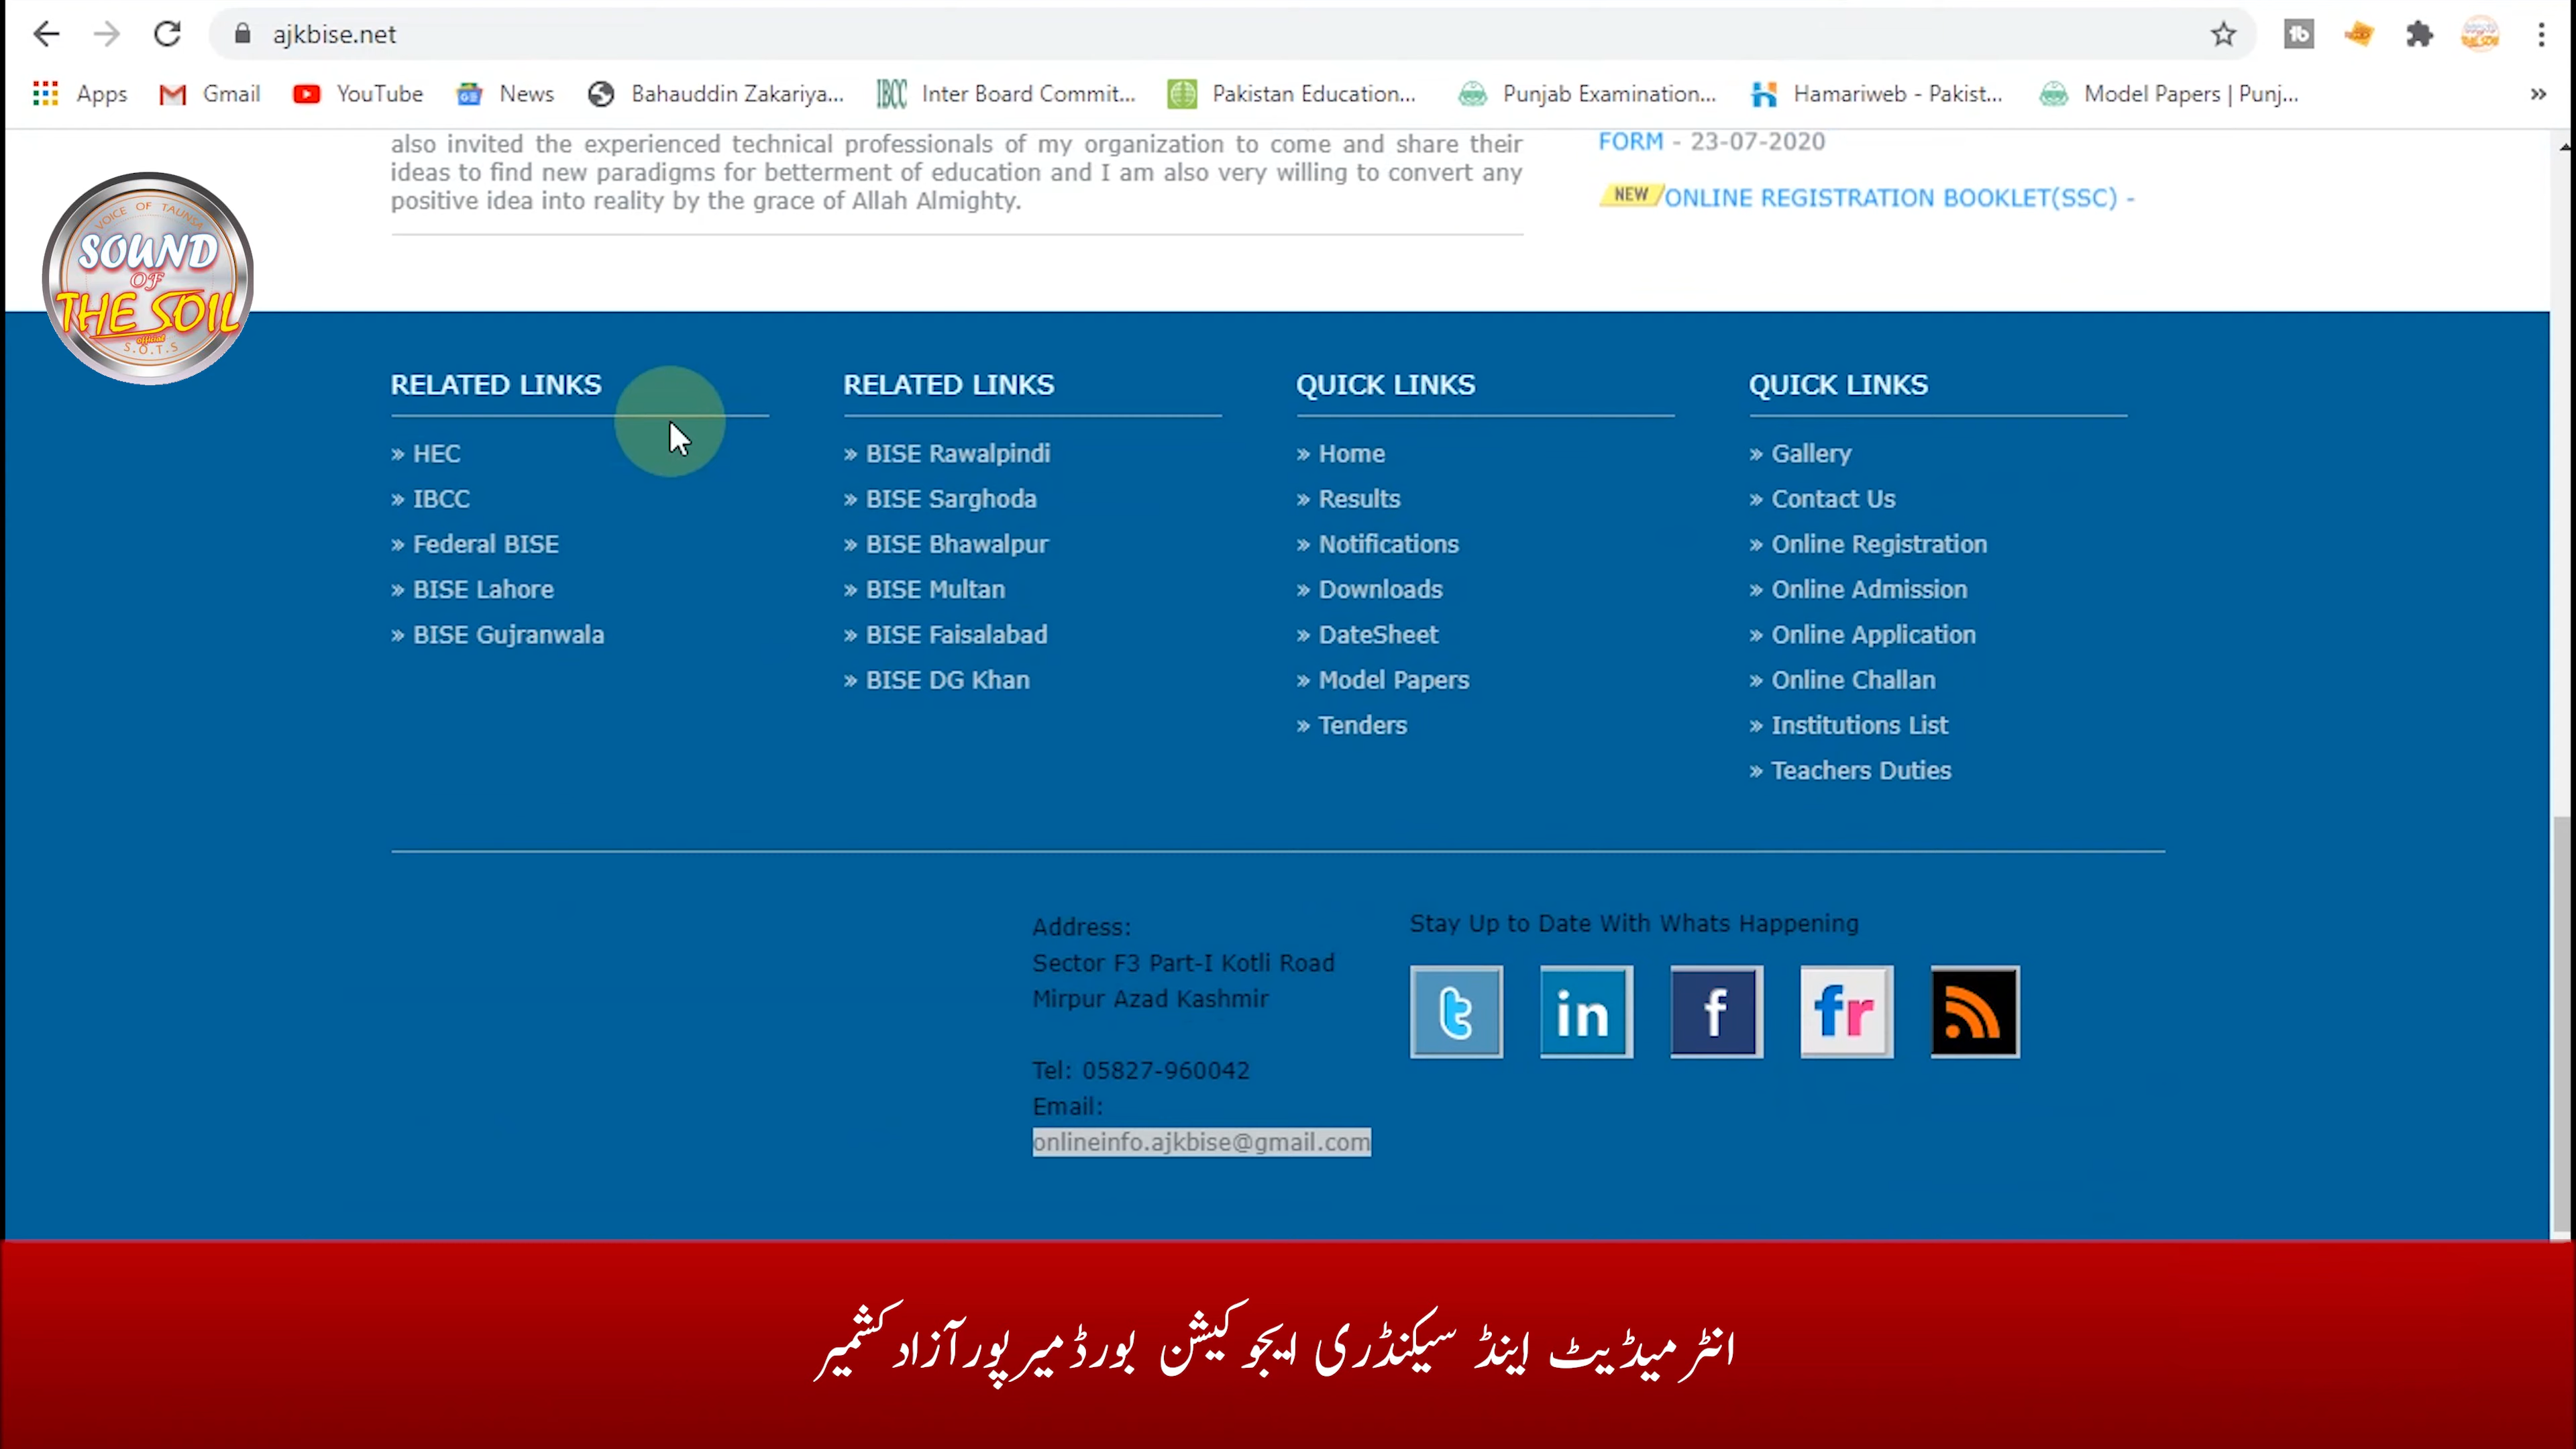 ajkbise.net
Apps Gmail YouTube News Bahauddin Zakariya... IBCC Inter Board Commit... Pakistan Education... Punjab Examination... Hamariweb - Pakist... Model Papers | Punj... »
also invited the experienced technical professionals of my organization to come and share their
ideas to find new paradigms for betterment of education and I am also very willing to convert any
positive idea into reality by the grace of Allah Almighty.
FORM - 23-07-2020
NEW ONLINE REGISTRATION BOOKLET(SSC) -
VOICE OF TAUNSA
SOUND
OF
THE SOIL
official
S.O.T.S
RELATED LINKS
» HEC
» IBCC
» Federal BISE
» BISE Lahore
» BISE Gujranwala
RELATED LINKS
» BISE Rawalpindi
» BISE Sarghoda
» BISE Bhawalpur
» BISE Multan
» BISE Faisalabad
» BISE DG Khan
QUICK LINKS
» Home
» Results
» Notifications
» Downloads
» DateSheet
» Model Papers
» Tenders
QUICK LINKS
» Gallery
» Contact Us
» Online Registration
» Online Admission
» Online Application
» Online Challan
» Institutions List
» Teachers Duties
Address:
Sector F3 Part-I Kotli Road
Mirpur Azad Kashmir
Tel: 05827-960042
Email:
onlineinfo.ajkbise@gmail.com
Stay Up to Date With Whats Happening
t in f fr
انٹرمیڈیٹ اینڈ سیکنڈری ایجوکیشن بورڈ میرپور آزاد کشمیر